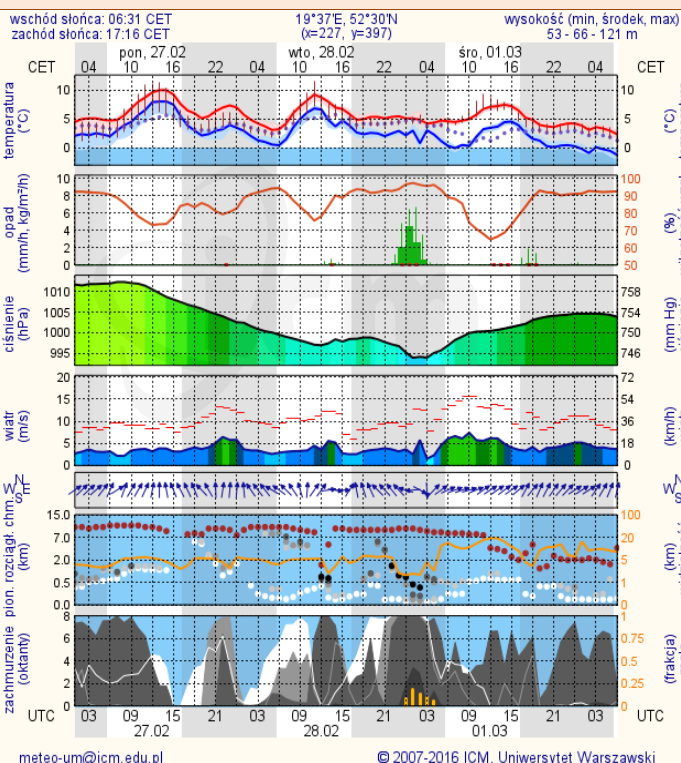 wschód słońca: 06:31 CET
zachód słońca: 17:16 CET
19°37'E, 52°30'N
(x=227, y=397)
wysokość (min, środek, max)
53 - 66 - 121 m
pon, 27.02 wto, 28.02 śro, 01.03
CET 04 10 16 22 04 10 16 22 04 10 16 22 04 CET
temperatura
(°C)
10
5
0
10
5
0
(°C)
opad
(mm/h, kg/m²/h)
10
8
6
4
2
0
100
90
80
70
60
50
(%)
ciśnienie
(hPa)
1010
1005
1000
995
758
754
750
746
(mm Hg)
wiatr
(m/s)
20
15
10
5
0
72
54
36
18
0
(km/h)
N
W E
S
N
W
S
pion. rozciągł. chm.
(km)
15.0
7.0
2.0
0.5
0.0
100
20
5
1
0
(km)
zachmurzenie
(oktanty)
8
6
4
2
0
1
0.75
0.5
0.25
0
(frakcja)
UTC 03 09 15 21 03 09 15 21 03 09 15 21 03 UTC
27.02 28.02 01.03
meteo-um@icm.edu.pl
© 2007-2016 ICM, Uniwersytet Warszawski